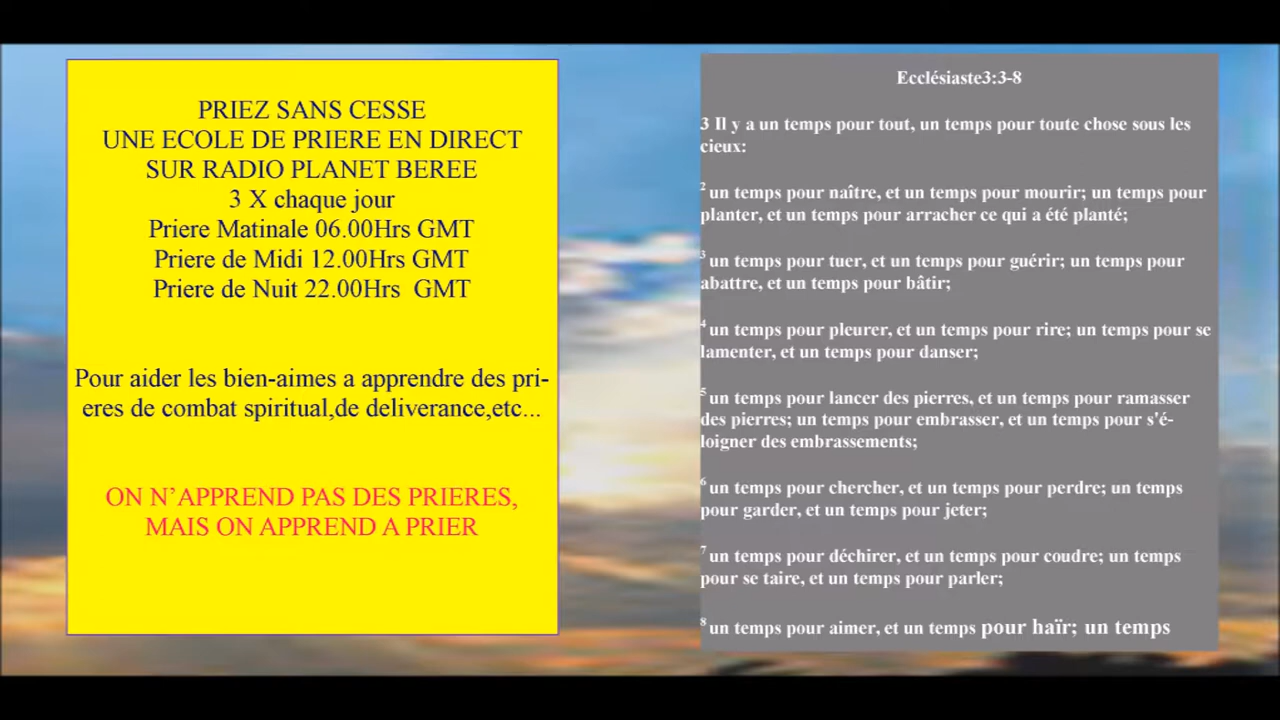 PRIEZ SANS CESSE
UNE ECOLE DE PRIERE EN DIRECT
SUR RADIO PLANET BEREE
3 X chaque jour
Priere Matinale 06.00Hrs GMT
Priere de Midi 12.00Hrs GMT
Priere de Nuit 22.00Hrs  GMT
Pour aider les bien-aimes a apprendre des pri-
eres de combat spiritual,de deliverance,etc...
ON N’APPREND PAS DES PRIERES,
MAIS ON APPREND A PRIER
Ecclésiaste3:3-8
3 Il y a un temps pour tout, un temps pour toute chose sous les
cieux:
2 un temps pour naître, et un temps pour mourir; un temps pour
planter, et un temps pour arracher ce qui a été planté;
3 un temps pour tuer, et un temps pour guérir; un temps pour
abattre, et un temps pour bâtir;
4 un temps pour pleurer, et un temps pour rire; un temps pour se
lamenter, et un temps pour danser;
5 un temps pour lancer des pierres, et un temps pour ramasser
des pierres; un temps pour embrasser, et un temps pour s'é-
loigner des embrassements;
6 un temps pour chercher, et un temps pour perdre; un temps
pour garder, et un temps pour jeter;
7 un temps pour déchirer, et un temps pour coudre; un temps
pour se taire, et un temps pour parler;
8 un temps pour aimer, et un temps pour haïr; un temps